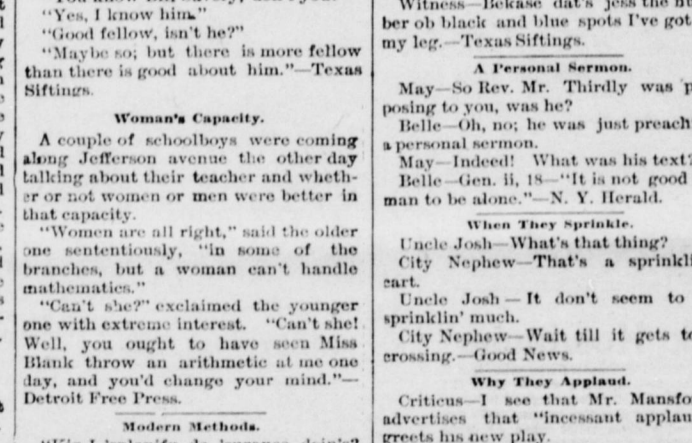 "Yes, I know him."
"Good fellow, isn't he?"
"Maybe so; but there is more fellow
than there is good about him."—Texas
Siftings.
Woman's Capacity.
A couple of schoolboys were coming
along Jefferson avenue the other day
talking about their teacher and wheth-
er or not women or men were better in
that capacity.
"Women are all right," said the older
one sententiously, "in some of the
branches, but a woman can't handle
mathematics."
"Can't she?" exclaimed the younger
one with extreme interest. "Can't she!
Well, you ought to have seen Miss
Blank throw an arithmetic at me one
day, and you'd change your mind."—
Detroit Free Press.
Modern Methods.
Witness—Bekase dat's jess the
ber ob black and blue spots I've got
my leg.—Texas Siftings.
A Personal Sermon.
May—So Rev. Mr. Thirdly was
posing to you, was he?
Belle—Oh, no; he was just preach
a personal sermon.
May—Indeed! What was his text?
Belle—Gen. ii, 18—"It is not good
man to be alone."—N. Y. Herald.
When They Sprinkle.
Uncle Josh—What's that thing?
City Nephew—That's a sprinkli
cart.
Uncle Josh—It don't seem to
sprinklin' much.
City Nephew—Wait till it gets
crossing.—Good News.
Why They Applaud.
Criticus—I see that Mr. Mansfo
advertises that "incessant applau
greets his new play.